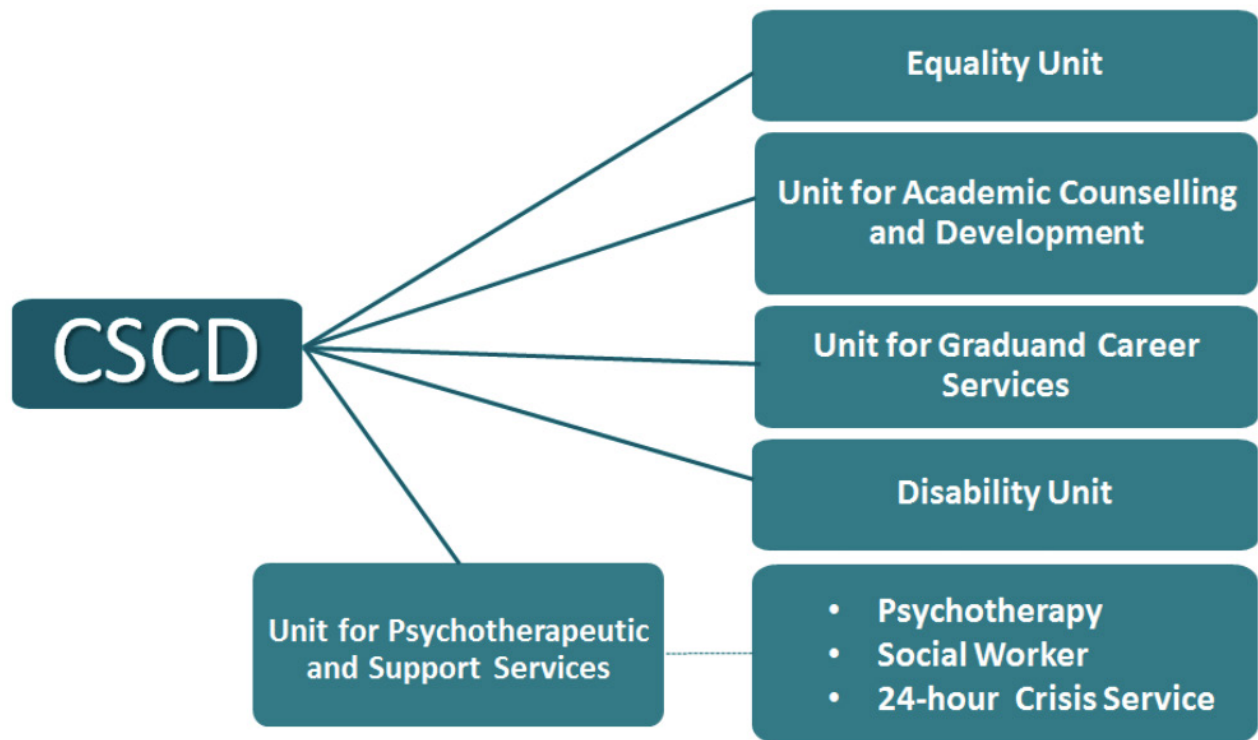 Equality Unit
Unit for Academic Counselling
and Development
CSCD
Unit for Graduand Career
Services
Disability Unit
Unit for Psychotherapeutic
and Support Services
• Psychotherapy
• Social Worker
• 24-hour Crisis Service